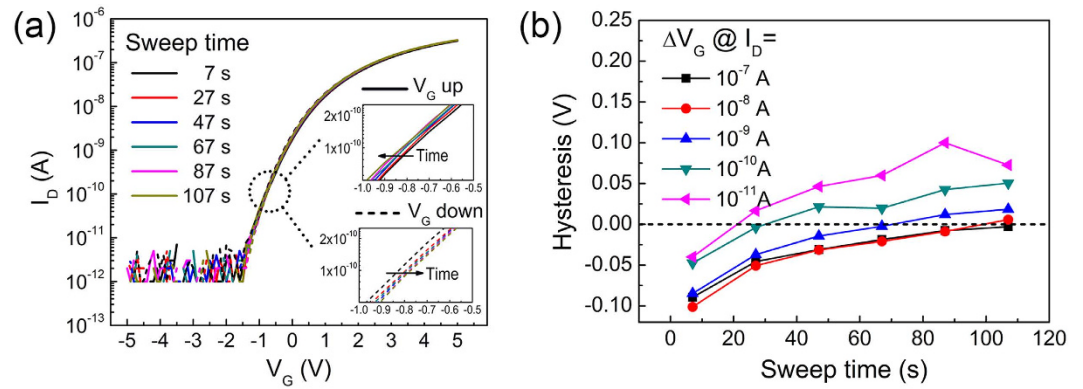 (a)
10⁻⁶
10⁻⁷
10⁻⁸
10⁻⁹
10⁻¹⁰
10⁻¹¹
10⁻¹²
10⁻¹³
I_D (A)
Sweep time
7 s
27 s
47 s
67 s
87 s
107 s
V_G up
2x10⁻¹⁰
1x10⁻¹⁰
Time
-1.0 -0.9 -0.8 -0.7 -0.6 -0.5
V_G down
2x10⁻¹⁰
1x10⁻¹⁰
Time
-1.0 -0.9 -0.8 -0.7 -0.6 -0.5
-5 -4 -3 -2 -1 0 1 2 3 4 5
V_G (V)
(b)
0.25
0.20
0.15
0.10
0.05
0.00
-0.05
-0.10
Hysteresis (V)
ΔV_G @ I_D=
10⁻⁷ A
10⁻⁸ A
10⁻⁹ A
10⁻¹⁰A
10⁻¹¹A
0 20 40 60 80 100 120
Sweep time (s)